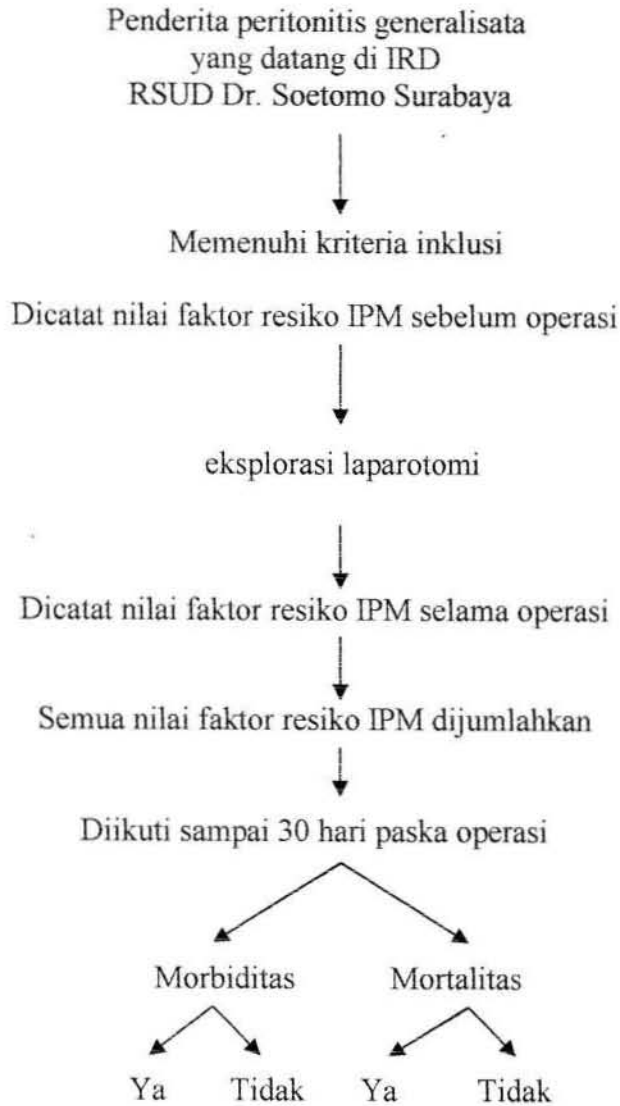 Penderita peritonitis generalisata
yang datang di IRD
RSUD Dr. Soetomo Surabaya
Memenuhi kriteria inklusi
Dicatat nilai faktor resiko IPM sebelum operasi
eksplorasi laparotomi
Dicatat nilai faktor resiko IPM selama operasi
Semua nilai faktor resiko IPM dijumlahkan
Diikuti sampai 30 hari paska operasi
Morbiditas Mortalitas
Ya Tidak Ya Tidak